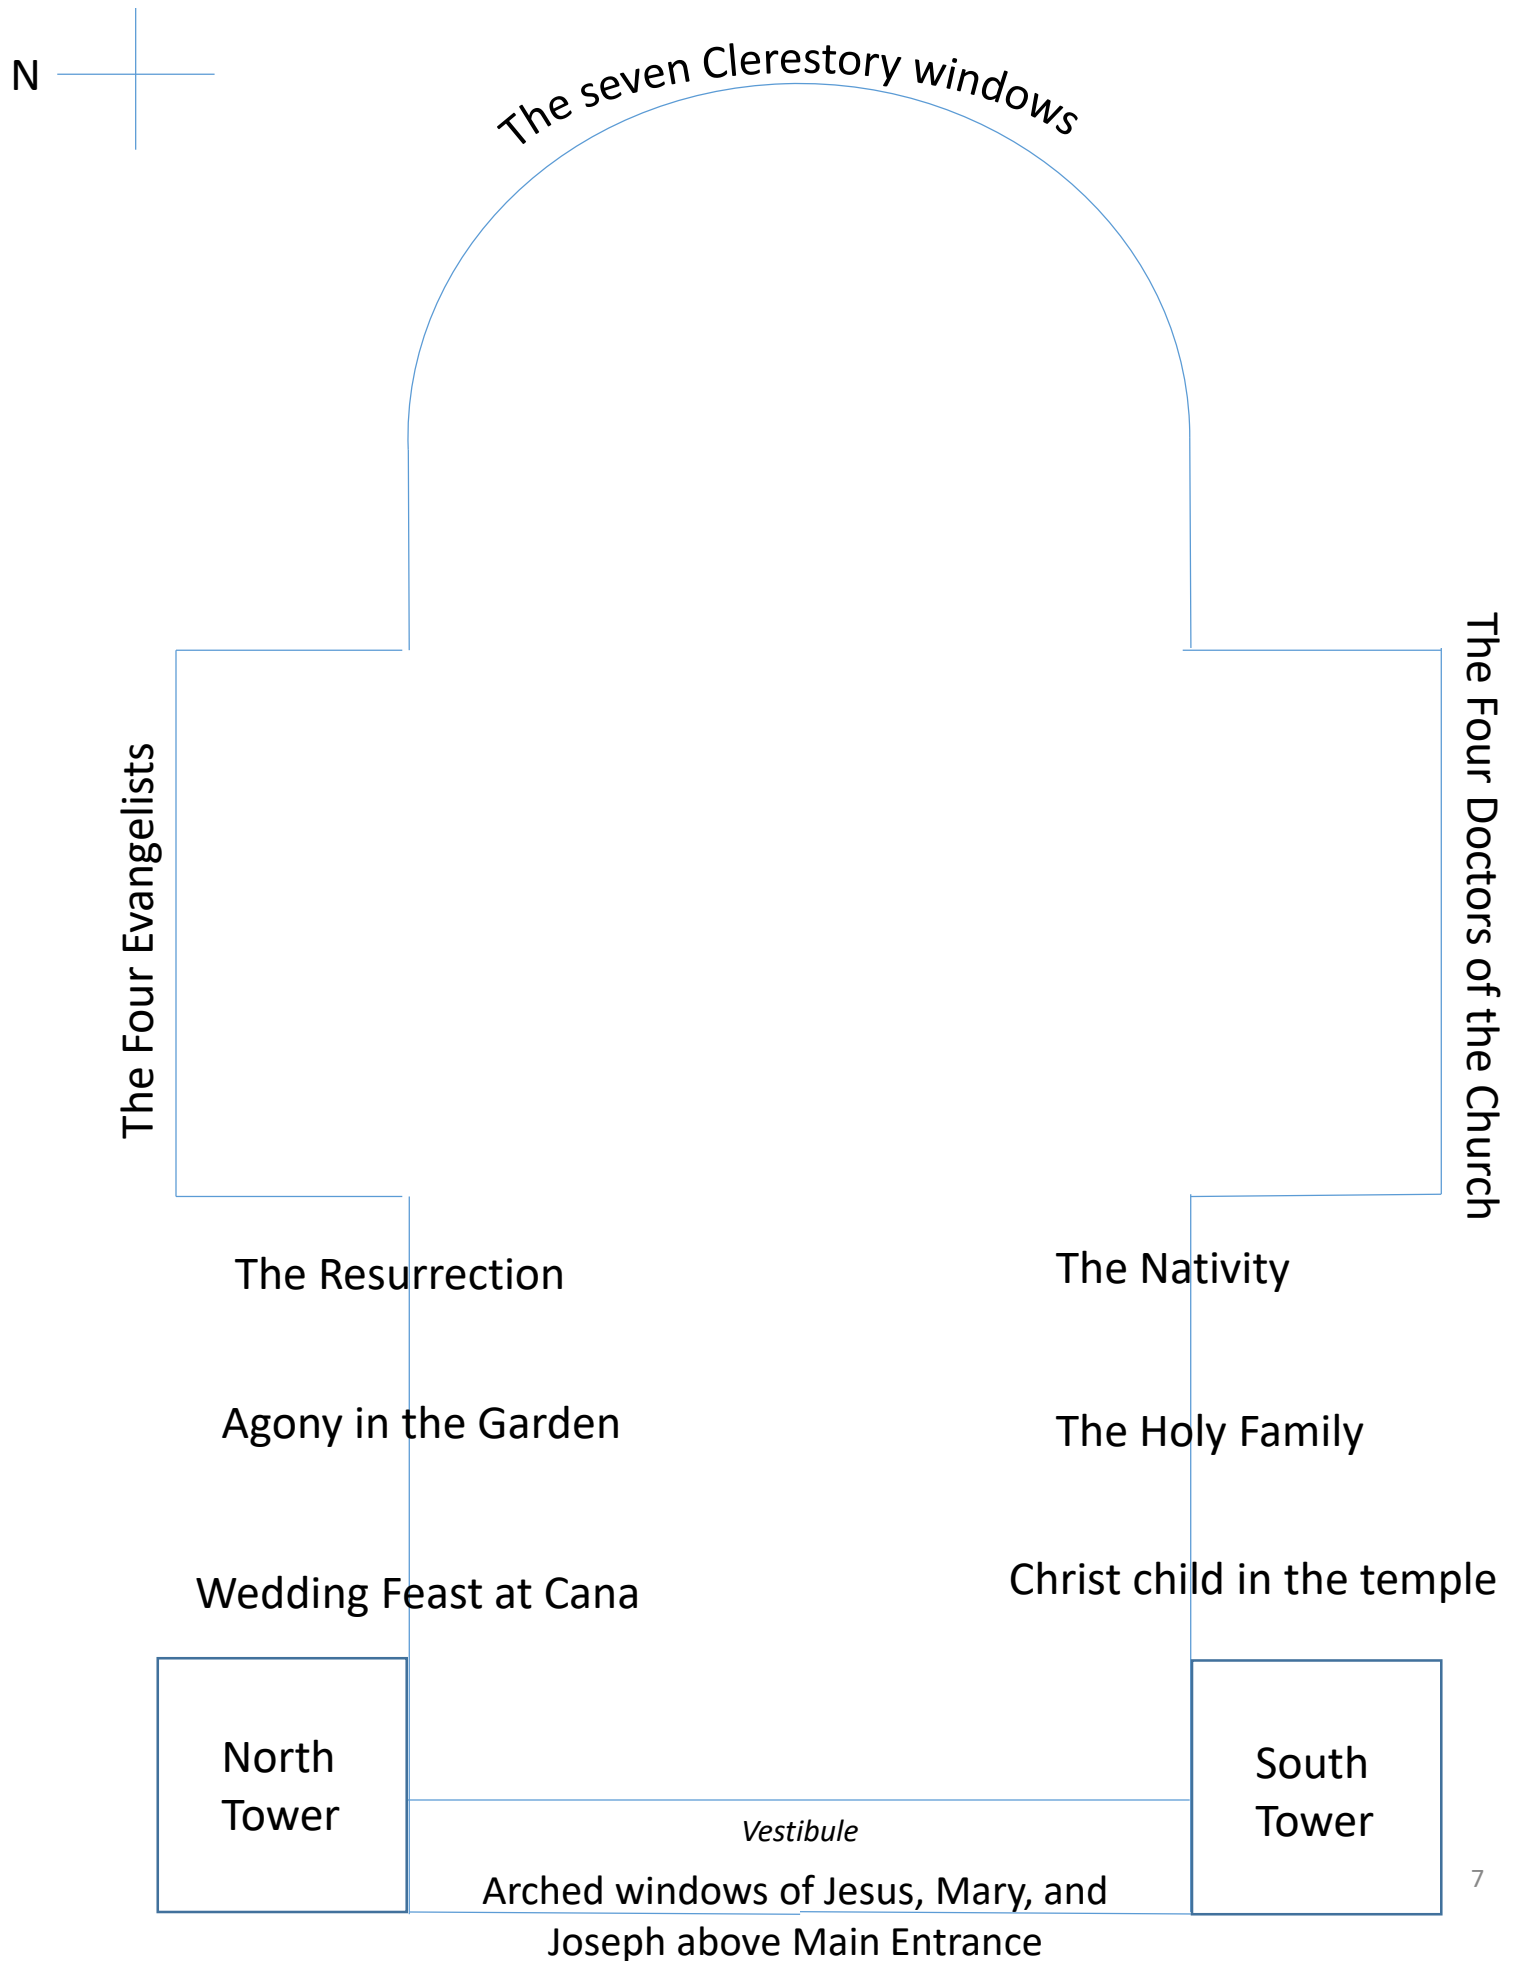 N
The seven Clerestory windows
The Four Evangelists
The Four Doctors of the Church
The Resurrection
The Nativity
Agony in the Garden
The Holy Family
Wedding Feast at Cana
Christ child in the temple
North
Tower
South
Tower
Vestibule
Arched windows of Jesus, Mary, and
Joseph above Main Entrance
7